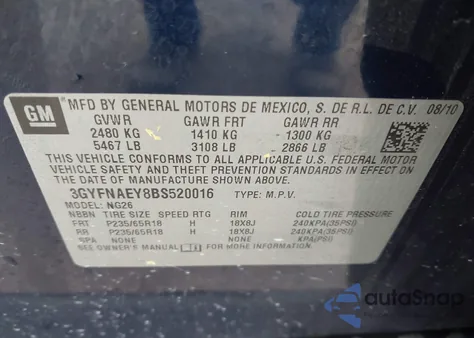 GM
MFD BY GENERAL MOTORS DE MEXICO, S. DE R.L. DE C.V. 08/10
GVWR GAWR FRT GAWR RR
2480 KG 1410 KG 1300 KG
5467 LB 3108 LB 2866 LB
THIS VEHICLE CONFORMS TO ALL APPLICABLE U.S. FEDERAL MOTOR
VEHICLE SAFETY AND THEFT PREVENTION STANDARDS IN EFFECT ON THE DATE OF
MANUFACTURE SHOWN ABOVE.
3GYFNAEY8BS520016 TYPE: M.P.V.
MODEL: NG26
NBBN TIRE SIZE SPEED RTG RIM COLD TIRE PRESSURE
FRT P235/65R18 H 18X8J 240KPA(35PSI)
RR P235/65R18 H 18X8J 240KPA(35PSI)
SPA NONE NONE NONE KPA(PSI)
SEE OWNER MANUAL FOR MORE INFORMATION.
autoSnap